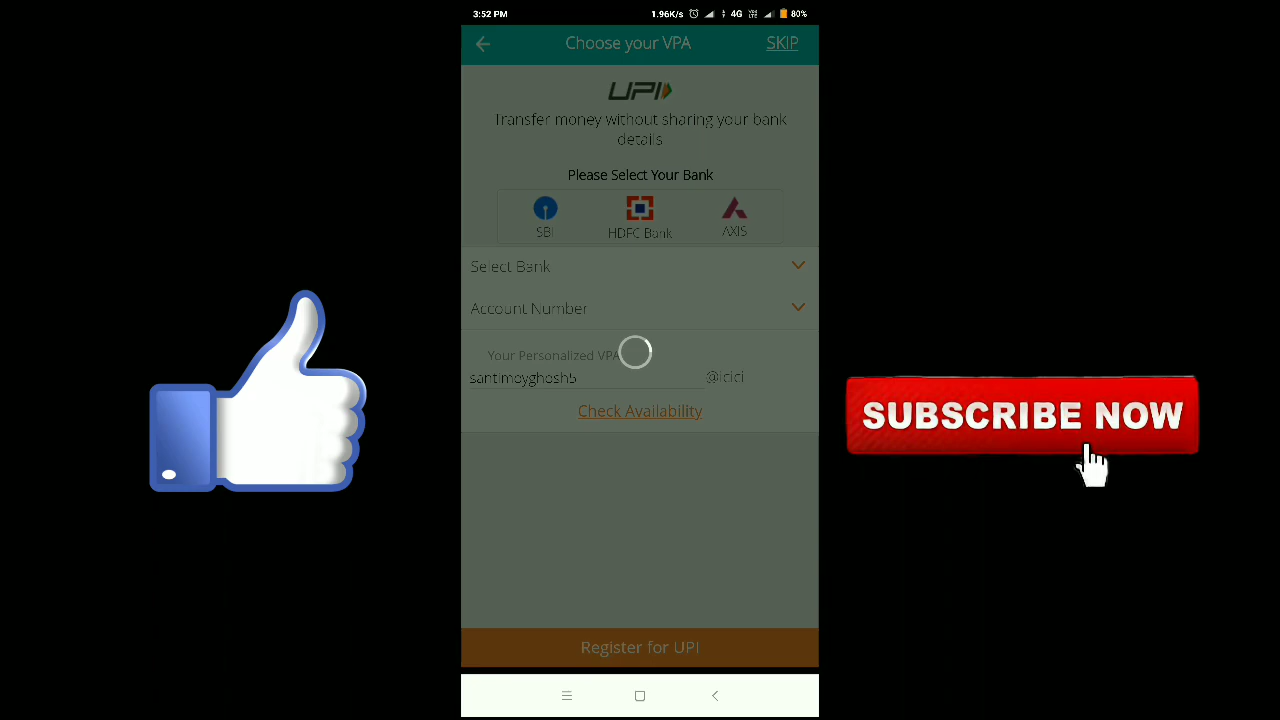 3:52 PM
1.96K/s 4G VoLTE 80%
Choose your VPA
SKIP
UPI
Transfer money without sharing your bank
details
Please Select Your Bank
SBI
HDFC Bank
AXIS
Select Bank
Account Number
Your Personalized VPA
santimoyghosh5
@icici
Check Availability
SUBSCRIBE NOW
Register for UPI